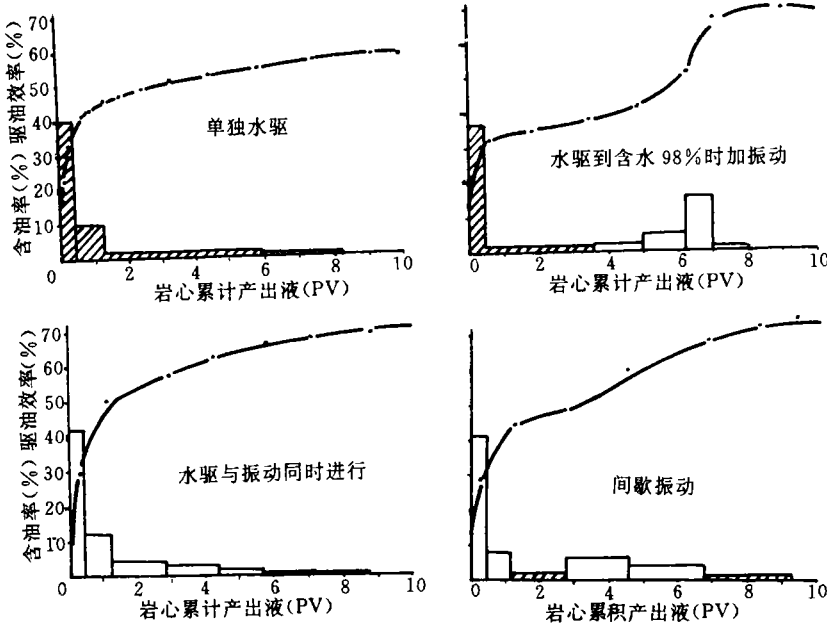 含油率(%) 驱油效率(%)
70
60
50
40
30
20
10
单独水驱
0 2 4 6 8 10
岩心累计产出液(PV)
水驱到含水 98%时加振动
0 2 4 6 8 10
岩心累计产出液(PV)
含油率(%) 驱油效率(%)
70
60
50
40
30
20
10
水驱与振动同时进行
0 2 4 6 8 10
岩心累计产出液(PV)
间歇振动
0 2 4 6 8 10
岩心累积产出液(PV)